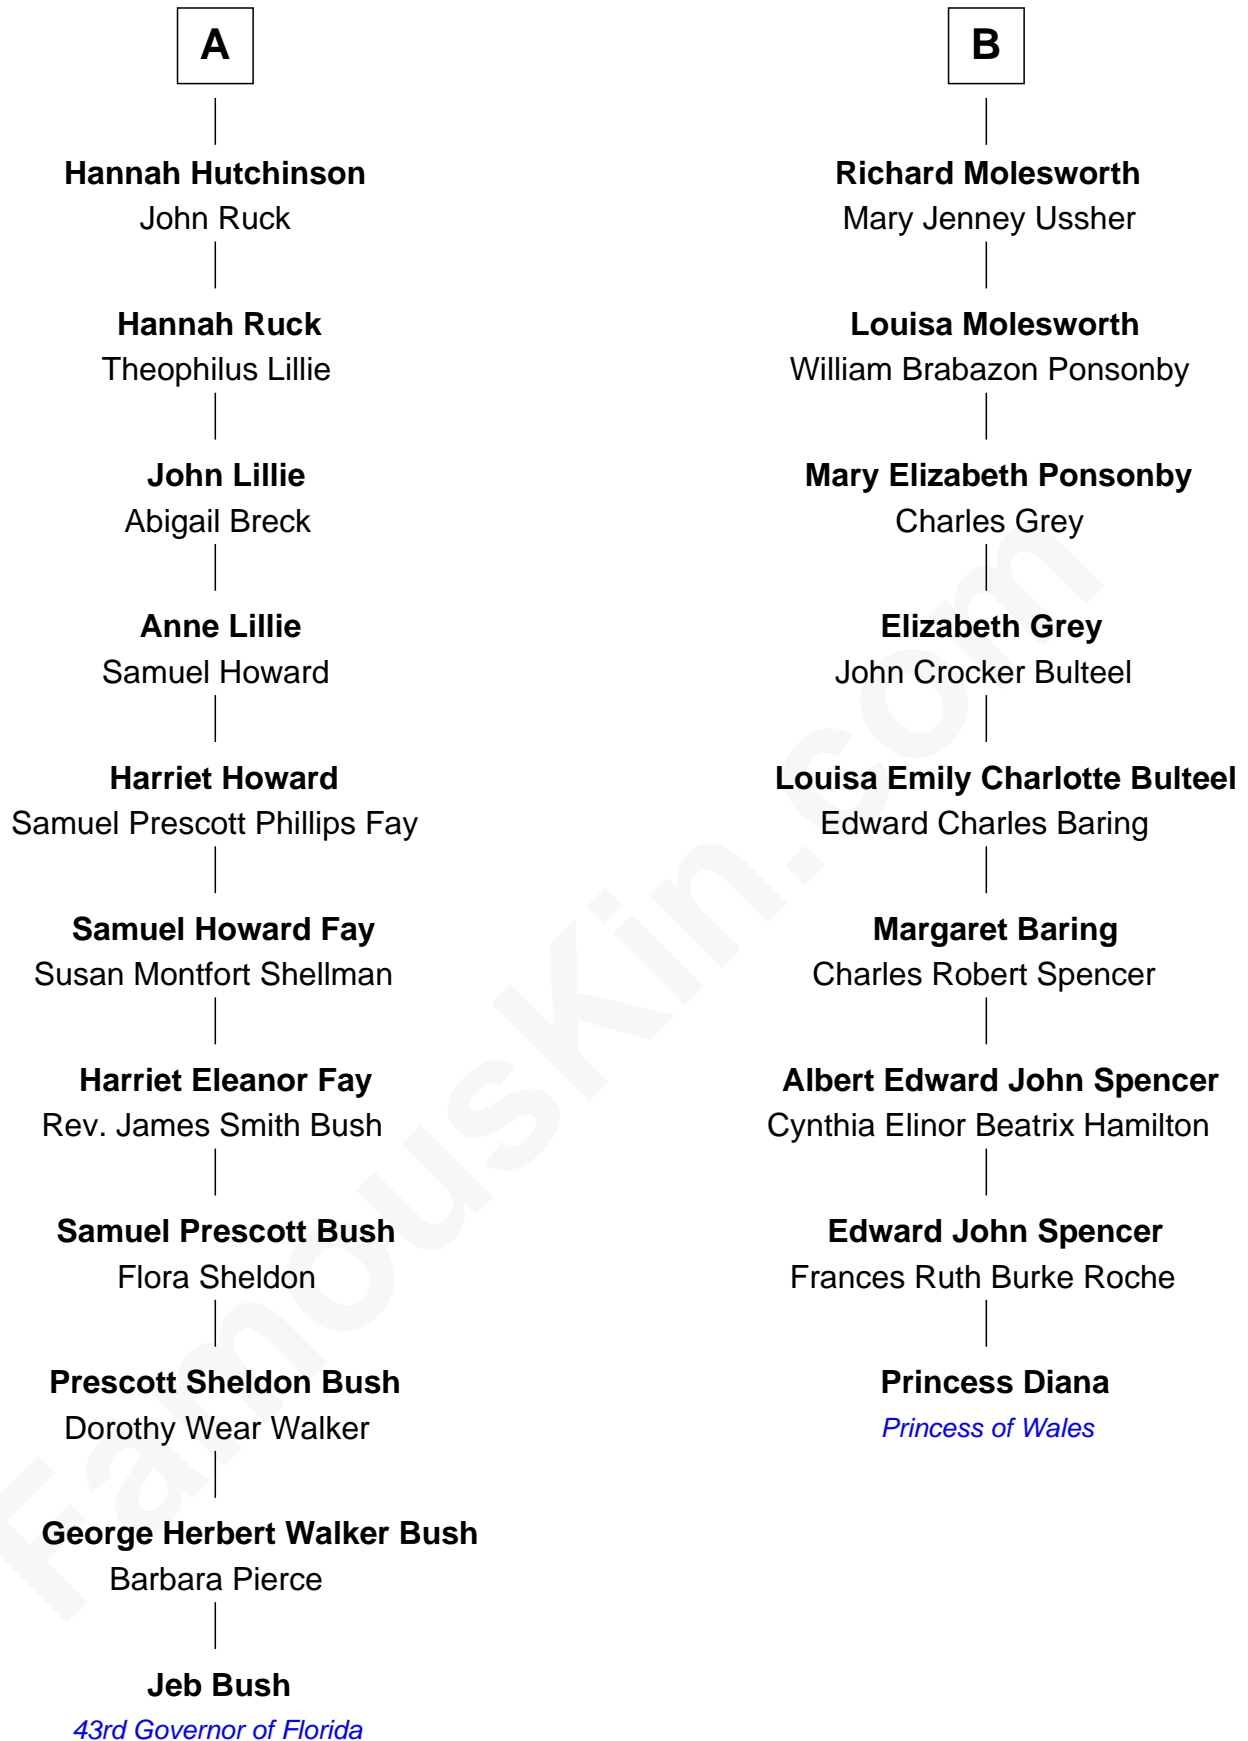 A
Hannah Hutchinson
John Ruck
Hannah Ruck
Theophilus Lillie
John Lillie
Abigail Breck
Anne Lillie
Samuel Howard
Harriet Howard
Samuel Prescott Phillips Fay
Samuel Howard Fay
Susan Montfort Shellman
Harriet Eleanor Fay
Rev. James Smith Bush
Samuel Prescott Bush
Flora Sheldon
Prescott Sheldon Bush
Dorothy Wear Walker
George Herbert Walker Bush
Barbara Pierce
Jeb Bush
43rd Governor of Florida
B
Richard Molesworth
Mary Jenney Ussher
Louisa Molesworth
William Brabazon Ponsonby
Mary Elizabeth Ponsonby
Charles Grey
Elizabeth Grey
John Crocker Bulteel
Louisa Emily Charlotte Bulteel
Edward Charles Baring
Margaret Baring
Charles Robert Spencer
Albert Edward John Spencer
Cynthia Elinor Beatrix Hamilton
Edward John Spencer
Frances Ruth Burke Roche
Princess Diana
Princess of Wales
FamousKin.com